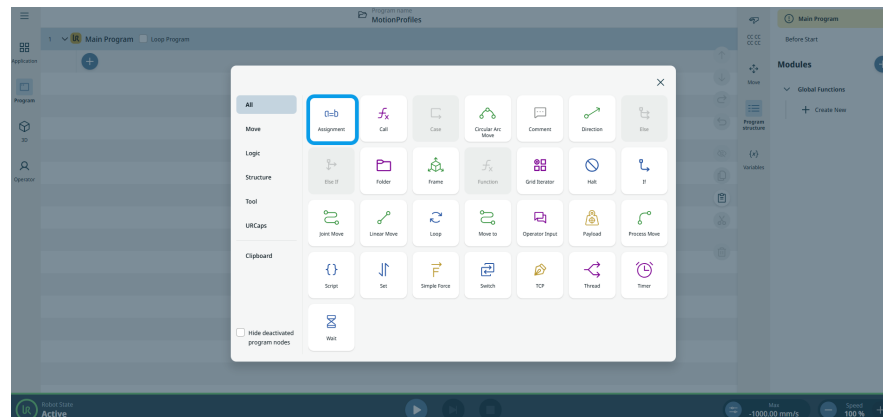 Program name
MotionProfiles
Main Program
1 Main Program Loop Program
CC CC
CC CC
Before Start
Application
Modules
Move
Global Functions
Program
Create New
Program
structure
3D
{x}
Variables
Operator
All
Move
Logic
Structure
Tool
URCaps
Clipboard
Hide deactivated
program nodes
Assignment
Call
Case
Circular Arc
Move
Comment
Direction
Else
Else If
Folder
Frame
Function
Grid Iterator
Halt
If
Joint Move
Linear Move
Loop
Move to
Operator Input
Payload
Process Move
Script
Set
Simple Force
Switch
TCP
Thread
Timer
Wait
Robot State
Active
Max
-1000.00 mm/s
Speed
100 %